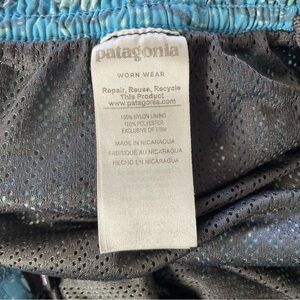 patagonia
WORN WEAR
Repair, Reuse, Recycle
This Product
www.patagonia.com
100% NYLON LINING
100% POLYESTER
EXCLUSIVE OF TRIM
MADE IN NICARAGUA
FABRIQUÉ AU NICARAGUA
HECHO EN NICARAGUA